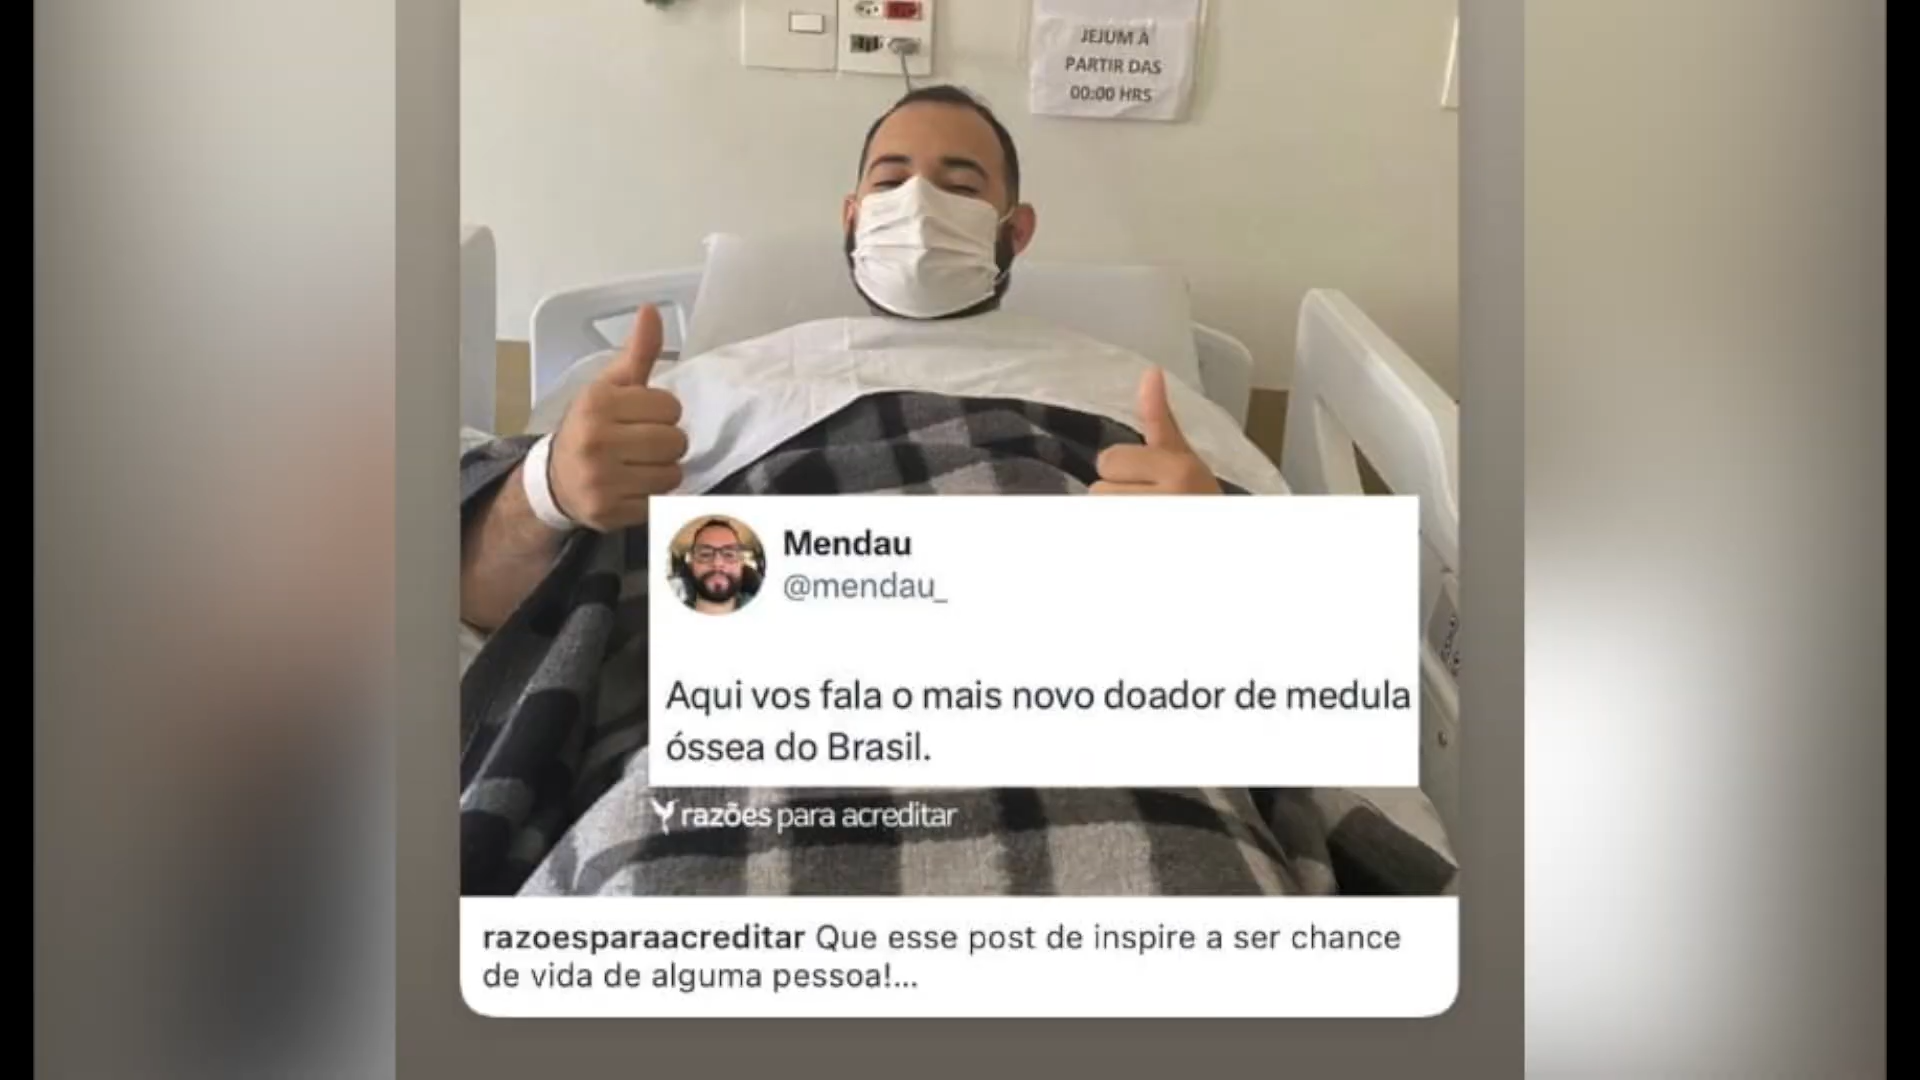 JEJUM À
PARTIR DAS
00:00 HRS
Mendau
@mendau_
Aqui vos fala o mais novo doador de medula
óssea do Brasil.
razões para acreditar
razoesparaacreditar Que esse post de inspire a ser chance
de vida de alguma pessoa!...